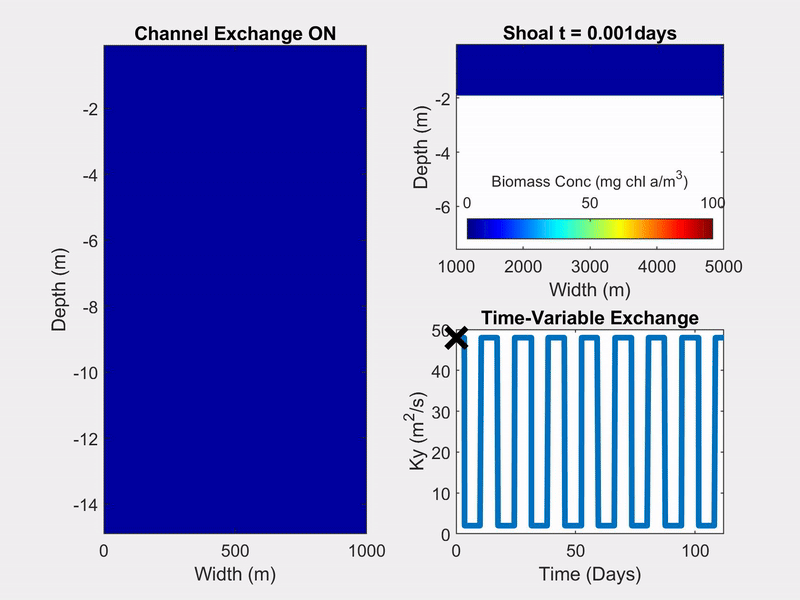 Channel Exchange ON
-2
-4
-6
-8
-10
-12
-14
Depth (m)
0 500 1000
Width (m)
Shoal t = 0.001days
-2
-4
-6
Depth (m)
Biomass Conc (mg chl a/m³)
0 50 100
1000 2000 3000 4000 5000
Width (m)
Time-Variable Exchange
50
40
30
20
10
0
Ky (m²/s)
0 50 100
Time (Days)